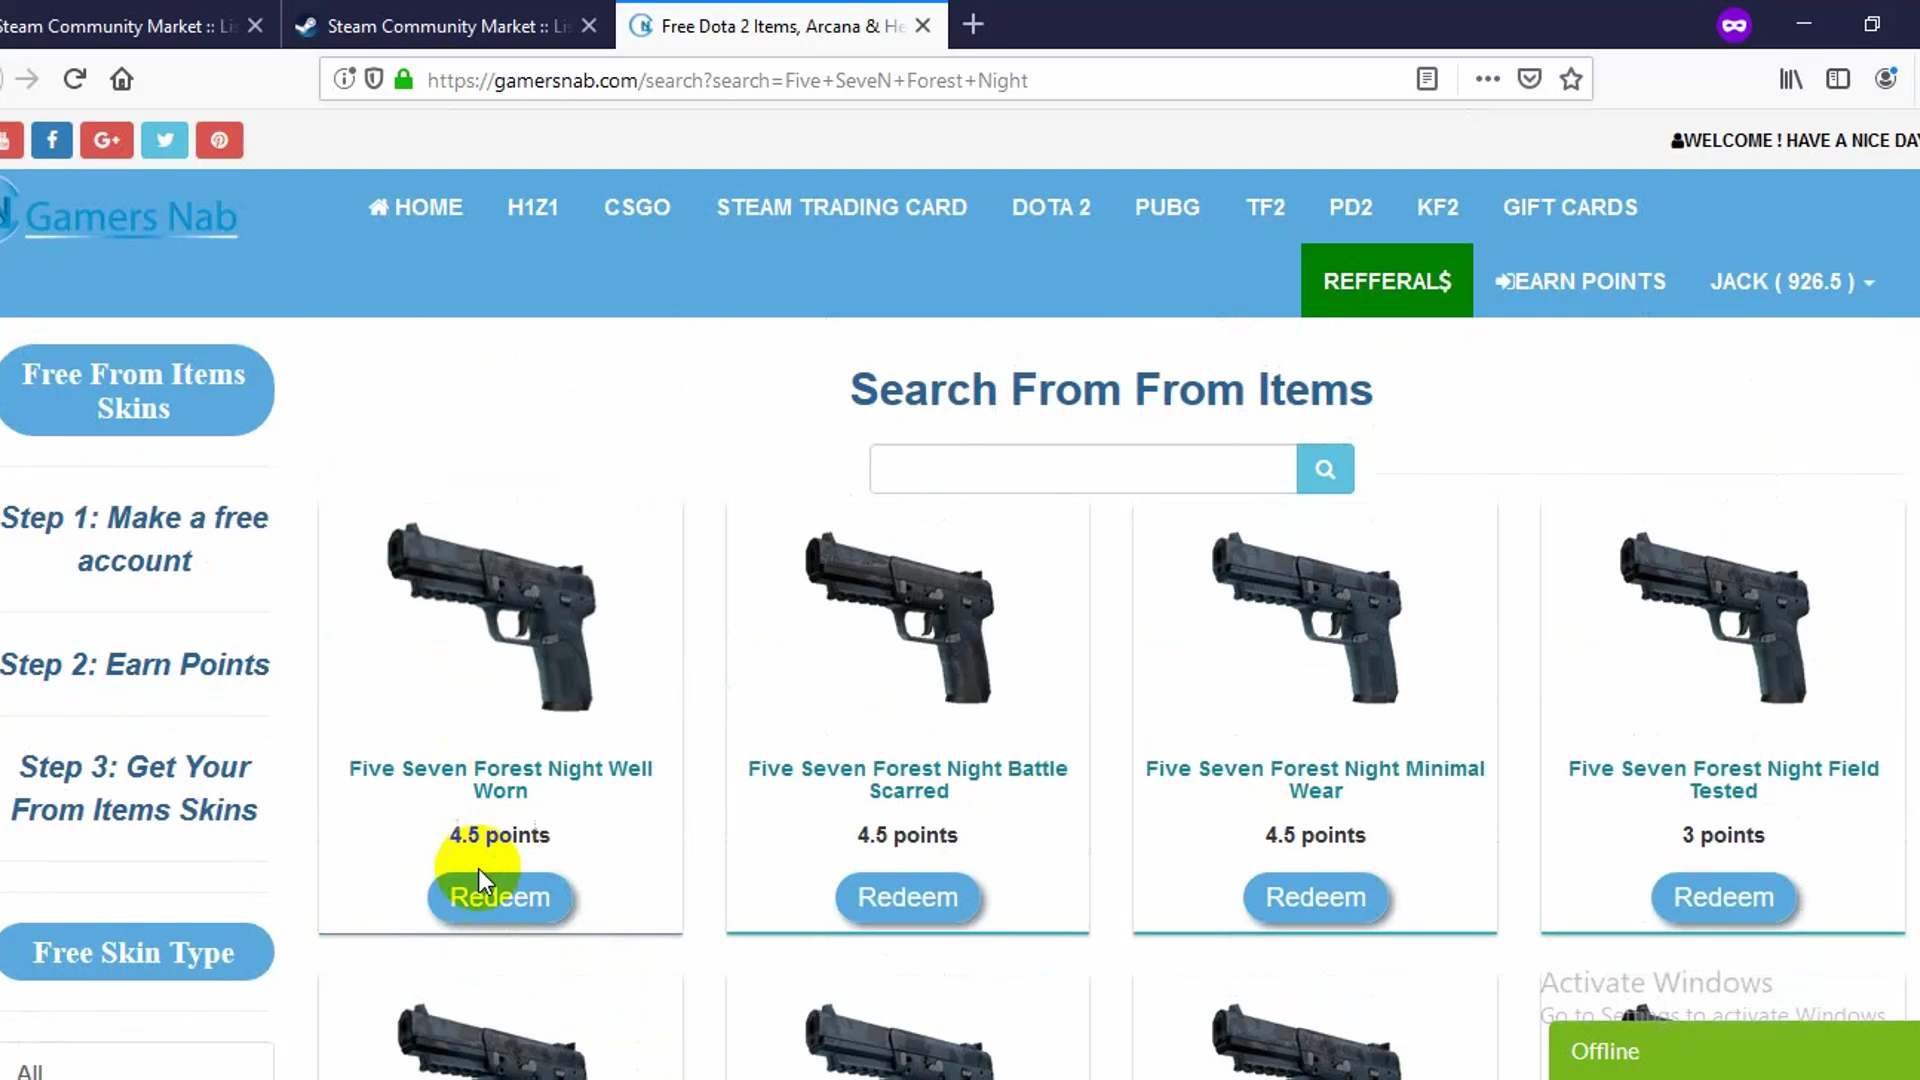 Steam Community Market :: Li
Steam Community Market :: Lis
Free Dota 2 Items, Arcana & He
https://gamersnab.com/search?search=Five+SeveN+Forest+Night
WELCOME ! HAVE A NICE DAY
Gamers Nab
HOME
H1Z1
CSGO
STEAM TRADING CARD
DOTA 2
PUBG
TF2
PD2
KF2
GIFT CARDS
REFFERAL$
EARN POINTS
JACK ( 926.5 )
Free From Items
Skins
Step 1: Make a free
account
Step 2: Earn Points
Step 3: Get Your
From Items Skins
Free Skin Type
All
Search From From Items
Five Seven Forest Night Well
Worn
4.5 points
Redeem
Five Seven Forest Night Battle
Scarred
4.5 points
Redeem
Five Seven Forest Night Minimal
Wear
4.5 points
Redeem
Five Seven Forest Night Field
Tested
3 points
Redeem
Activate Windows
Go to Settings to activate Windows.
Offline